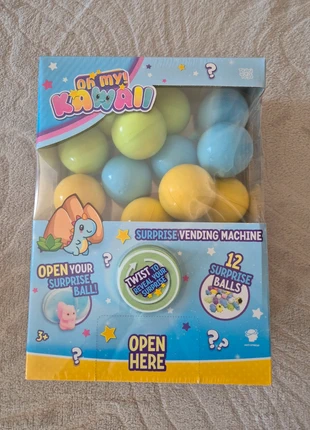 Oh My!
KAWAII
SURPRISE VENDING MACHINE
OPEN YOUR
SURPRISE
BALL!
TWIST TO
REVEAL YOUR
SURPRISE
12
SURPRISE
BALLS
3+
OPEN
HERE
?
?
?
??